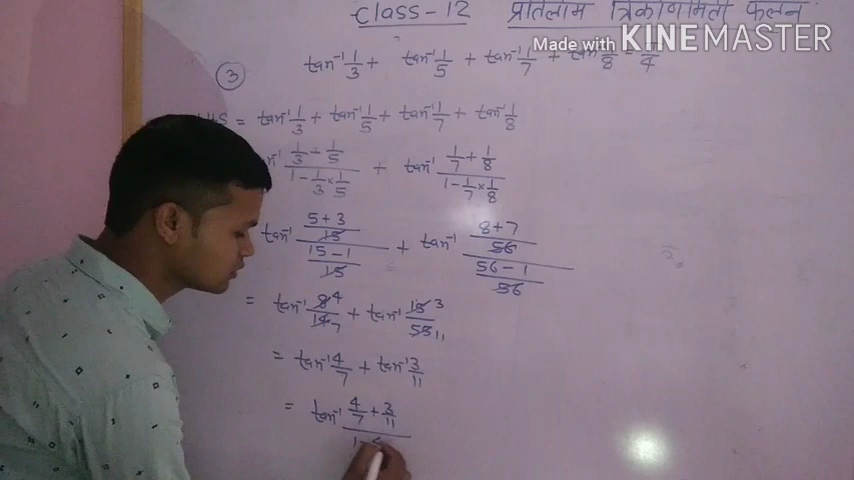 Class-12 प्रतिलोम त्रिकोणमिती फलन
Made with KINEMASTER
③ tan⁻¹ 1/3 + tan⁻¹ 1/5 + tan⁻¹ 1/7 + tan⁻¹ 1/8 = /4
= tan⁻¹ 1/3 + tan⁻¹ 1/5 + tan⁻¹ 1/7 + tan⁻¹ 1/8
(1/3 + 1/5)/(1 - 1/3 × 1/5) + tan⁻¹ (1/7 + 1/8)/(1 - 1/7 × 1/8)
tan⁻¹ ((5+3)/15)/((15-1)/15) + tan⁻¹ ((8+7)/56)/((56-1)/56)
= tan⁻¹ 8 4/14 7 + tan⁻¹ 15 3/55 11
= tan⁻¹ 4/7 + tan⁻¹ 3/11
= tan⁻¹ (4/7 + 3/11)/(1 -